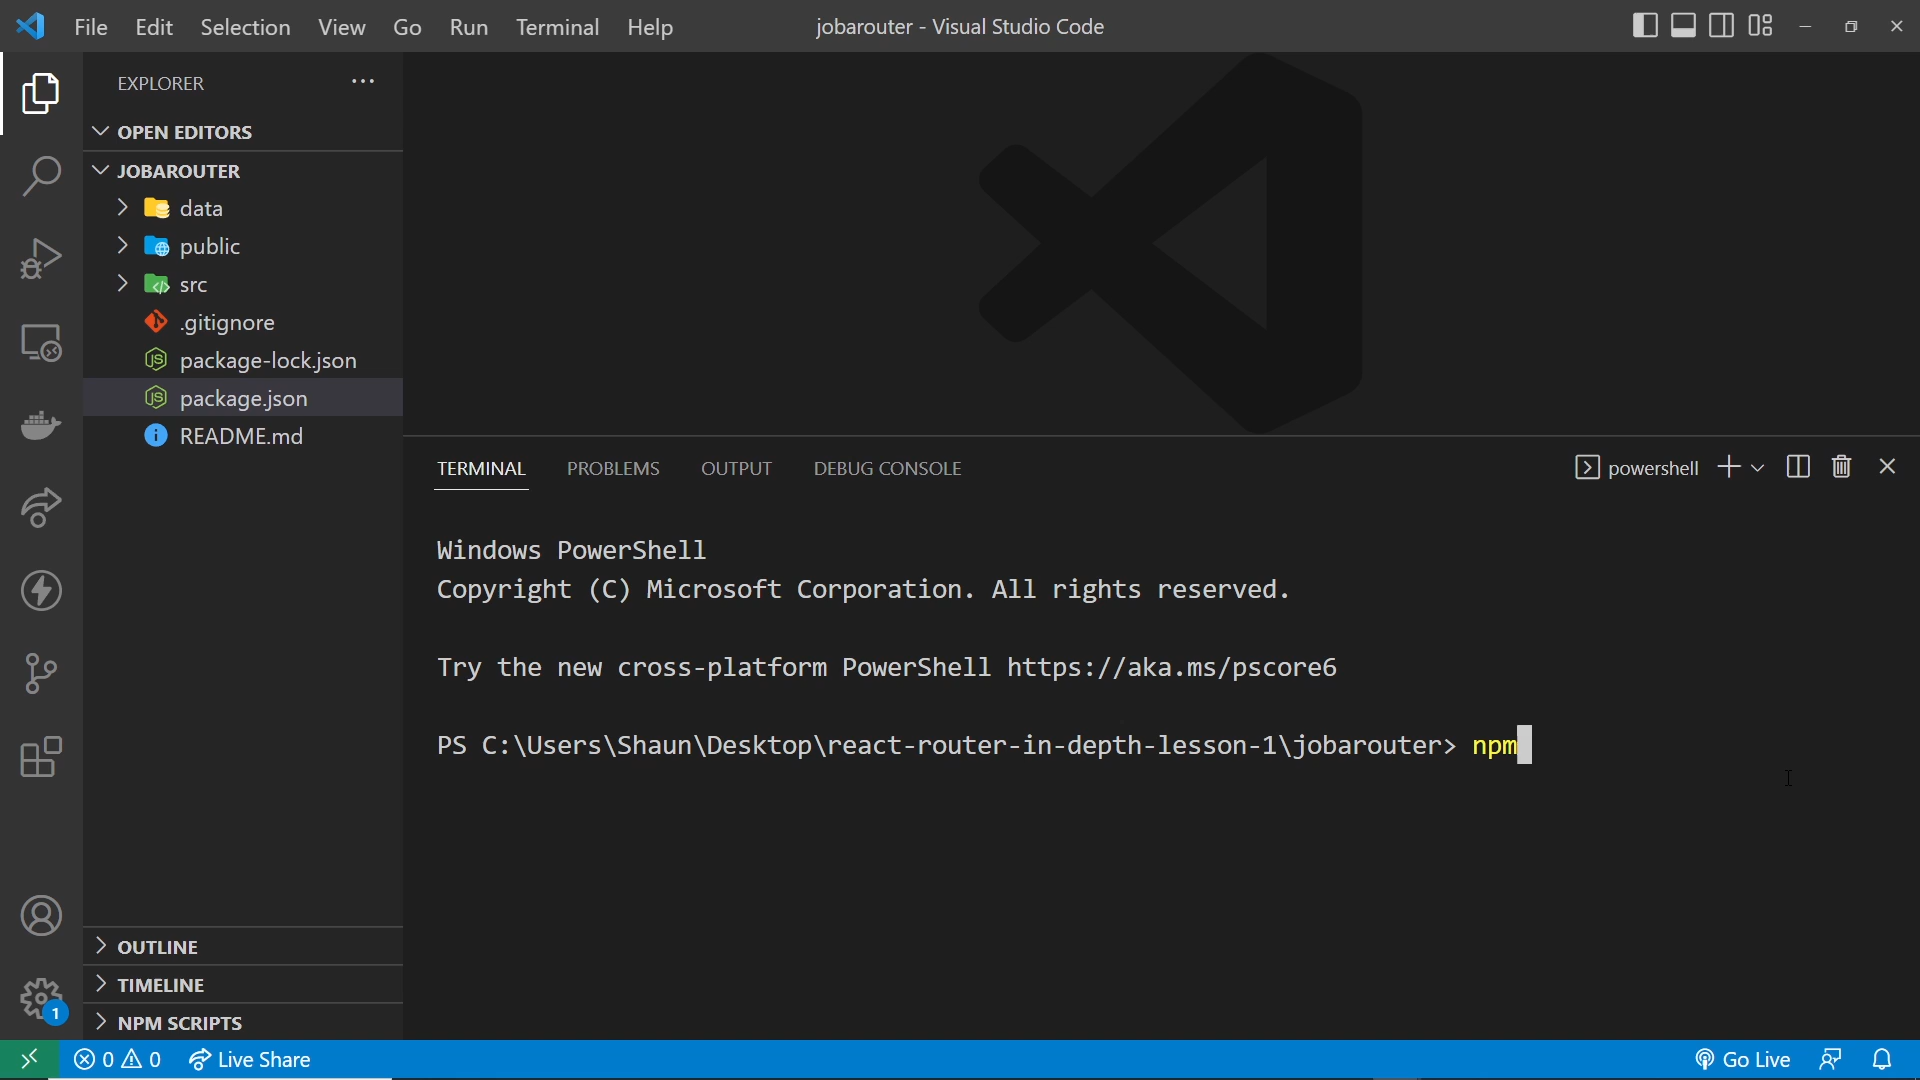 File Edit Selection View Go Run Terminal Help
jobarouter - Visual Studio Code
EXPLORER
OPEN EDITORS
JOBAROUTER
data
public
src
.gitignore
package-lock.json
package.json
README.md
OUTLINE
TIMELINE
NPM SCRIPTS
TERMINAL PROBLEMS OUTPUT DEBUG CONSOLE
powershell
Windows PowerShell
Copyright (C) Microsoft Corporation. All rights reserved.
Try the new cross-platform PowerShell https://aka.ms/pscore6
PS C:\Users\Shaun\Desktop\react-router-in-depth-lesson-1\jobarouter> npm
1
0 0 Live Share
Go Live